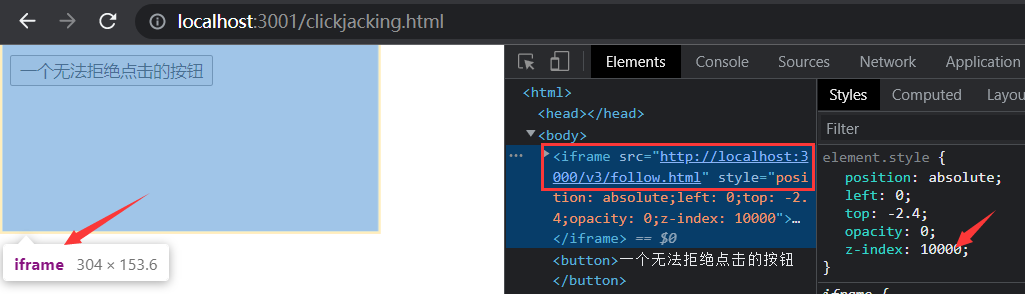 localhost:3001/clickjacking.html
一个无法拒绝点击的按钮
iframe 304 × 153.6
Elements Console Sources Network Application
<html>
<head></head>
<body>
<iframe src="http://localhost:3
000/v3/follow.html" style="posi
tion: absolute;left: 0;top: -2.
4;opacity: 0;z-index: 10000">…
</iframe> == $0
<button>一个无法拒绝点击的按钮
</button>
Styles Computed Layou
Filter
element.style {
position: absolute;
left: 0;
top: -2.4;
opacity: 0;
z-index: 10000;
}
iframe {